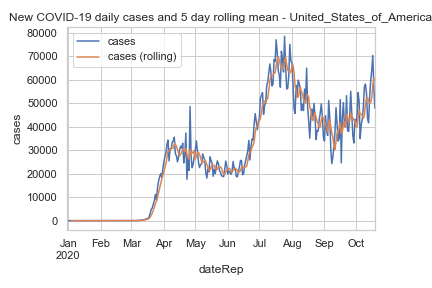 New COVID-19 daily cases and 5 day rolling mean - United_States_of_America
80000
70000
60000
50000
40000
30000
20000
10000
0
cases
cases
cases (rolling)
Jan Feb Mar Apr May Jun Jul Aug Sep Oct
2020
dateRep